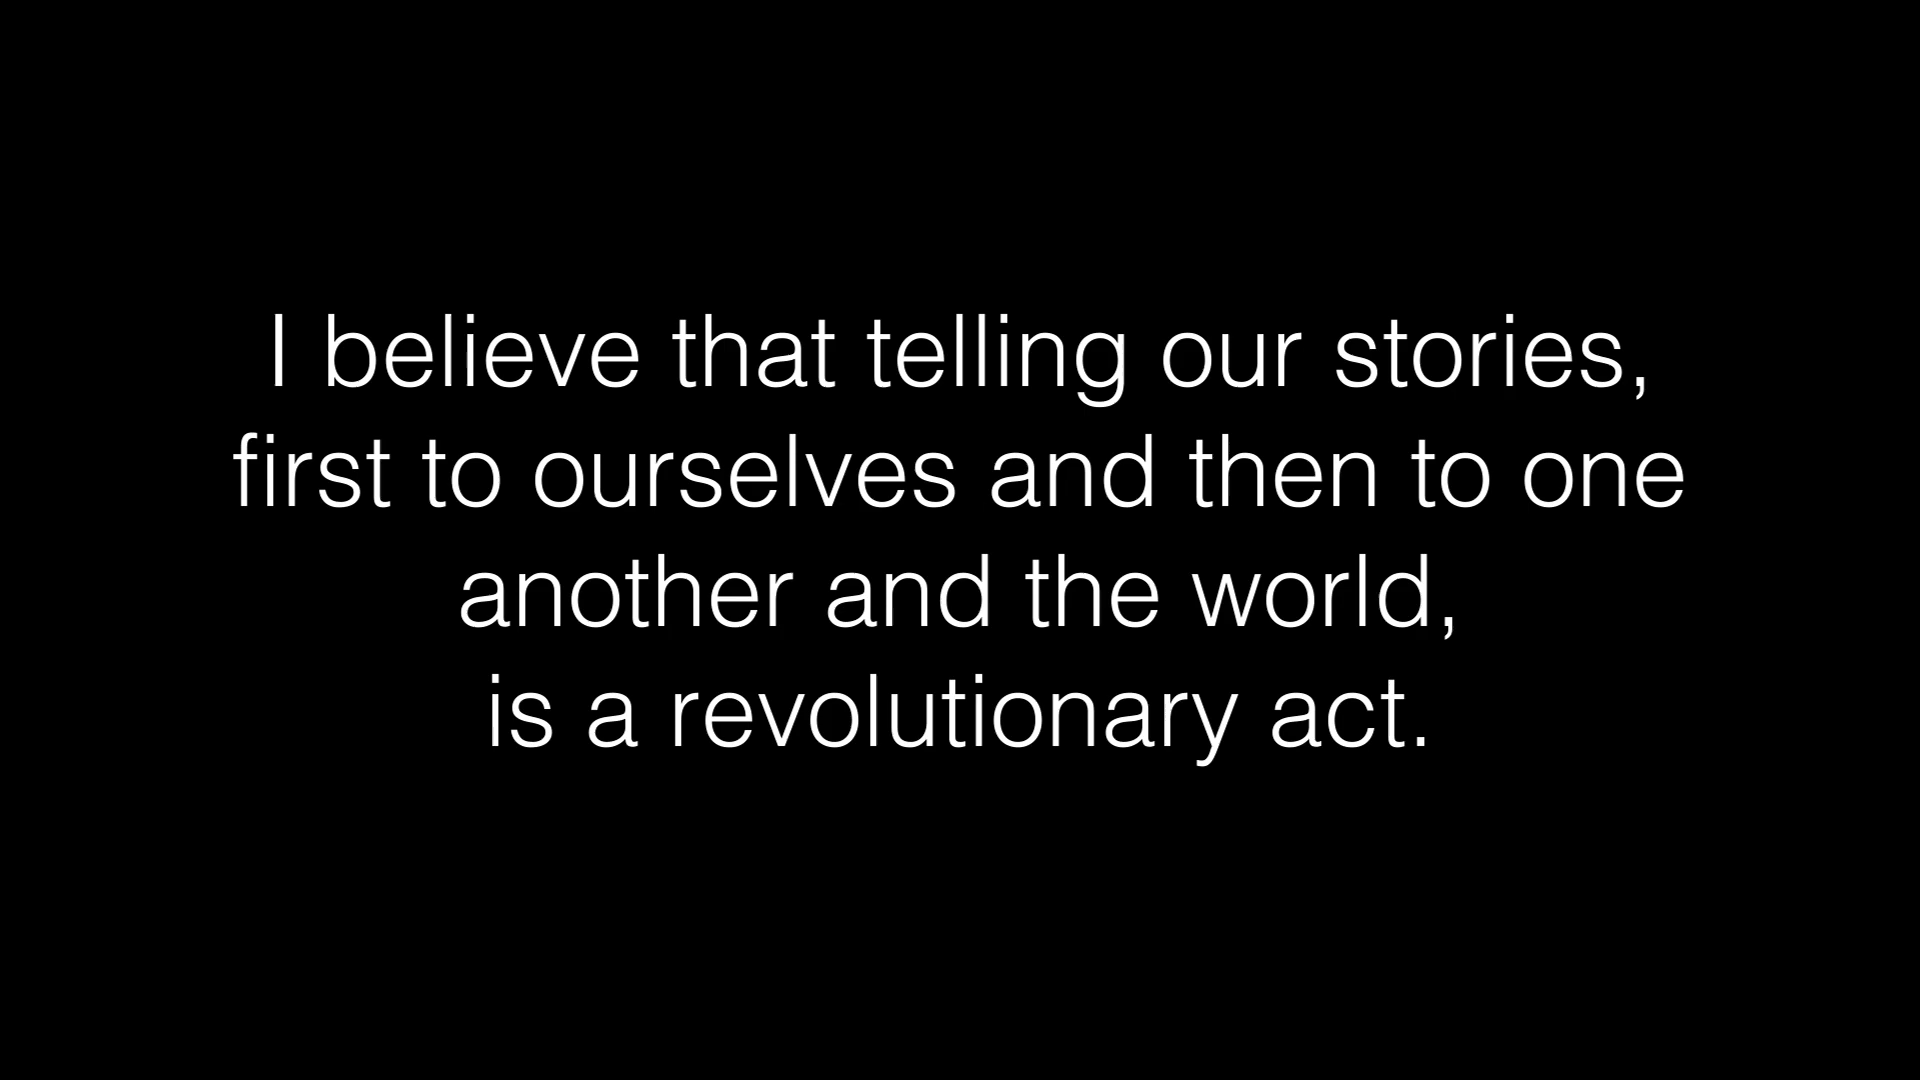 I believe that telling our stories,
first to ourselves and then to one
another and the world,
is a revolutionary act.